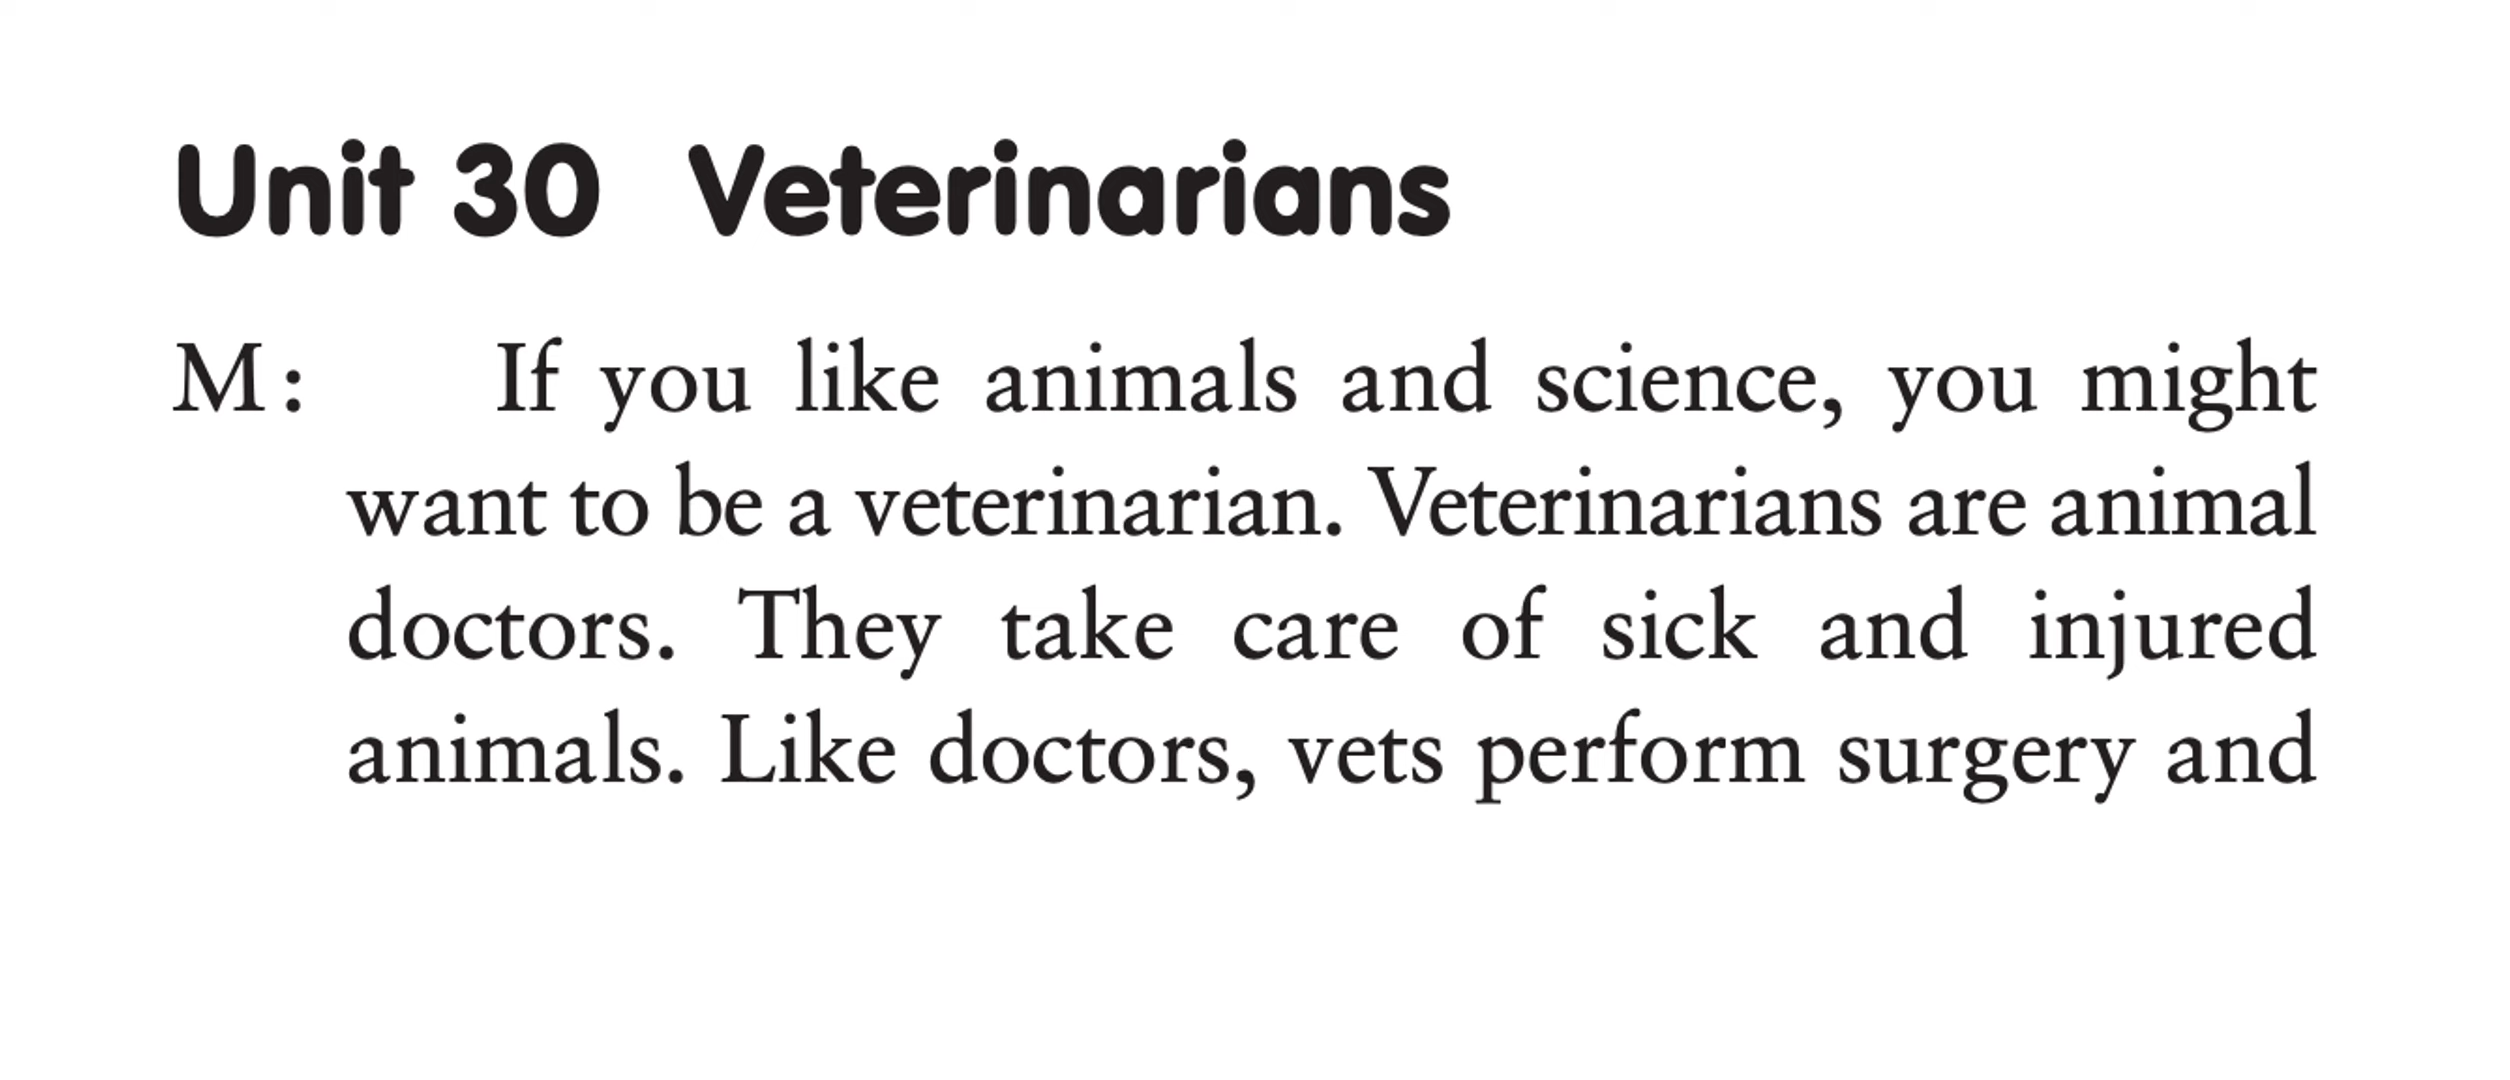 Unit 30 Veterinarians
M: If you like animals and science, you might
want to be a veterinarian. Veterinarians are animal
doctors. They take care of sick and injured
animals. Like doctors, vets perform surgery and